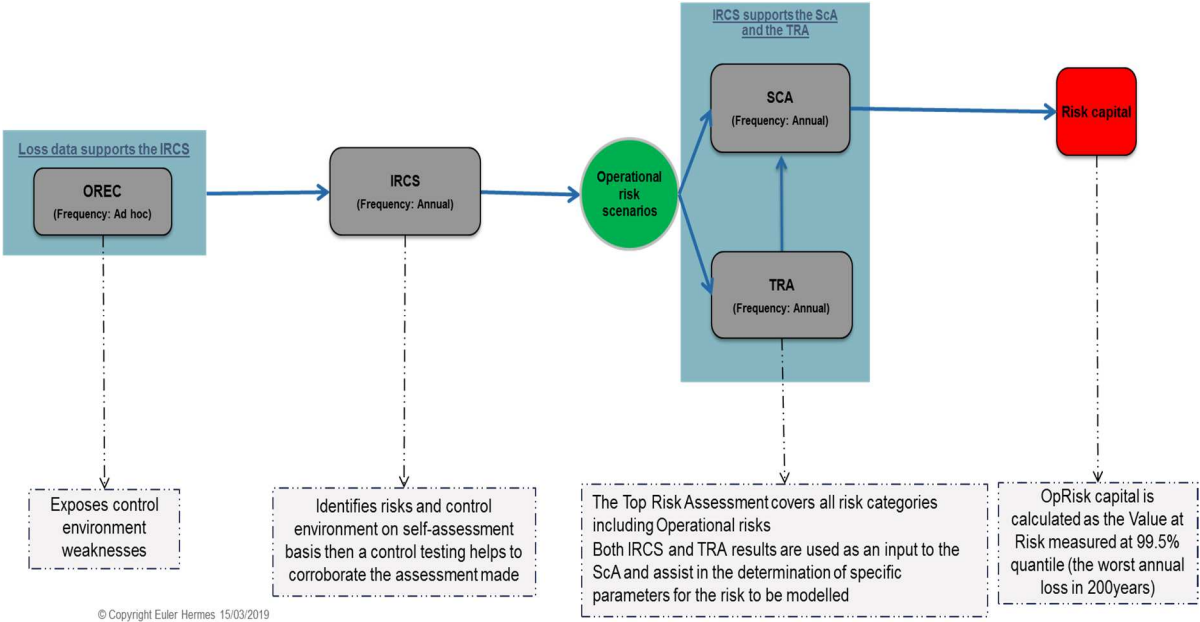 IRCS supports the ScA
and the TRA
SCA
(Frequency: Annual)
Risk capital
Loss data supports the IRCS
OREC
(Frequency: Ad hoc)
IRCS
(Frequency: Annual)
Operational
risk
scenarios
TRA
(Frequency: Annual)
Exposes control
environment
weaknesses
Identifies risks and control
environment on self-assessment
basis then a control testing helps to
corroborate the assessment made
The Top Risk Assessment covers all risk categories
including Operational risks
Both IRCS and TRA results are used as an input to the
ScA and assist in the determination of specific
parameters for the risk to be modelled
OpRisk capital is
calculated as the Value at
Risk measured at 99.5%
quantile (the worst annual
loss in 200years)
© Copyright Euler Hermes 15/03/2019